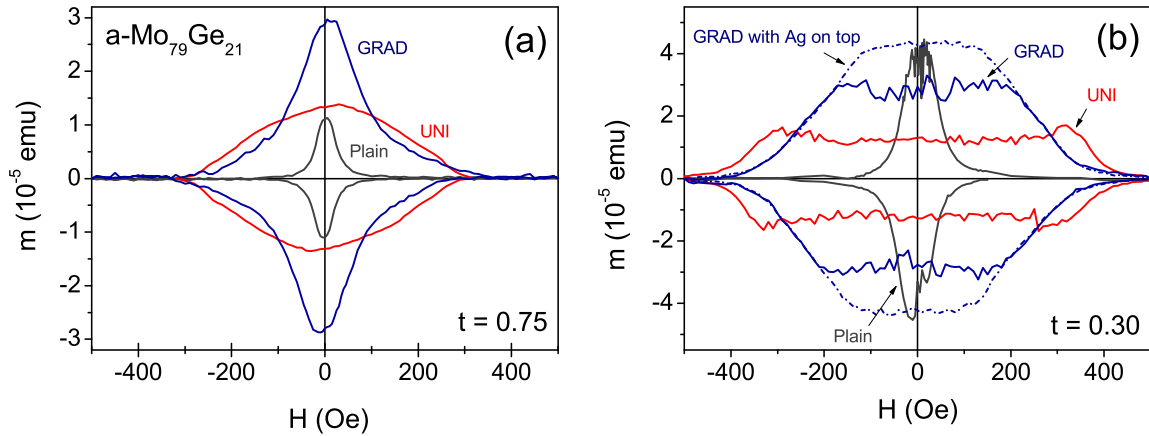 a-Mo79Ge21
(a)
GRAD
UNI
Plain
t = 0.75
m (10^-5 emu)
3
2
1
0
-1
-2
-3
-400
-200
0
200
400
H (Oe)
(b)
GRAD with Ag on top
GRAD
UNI
Plain
t = 0.30
m (10^-5 emu)
4
2
0
-2
-4
-400
-200
0
200
400
H (Oe)